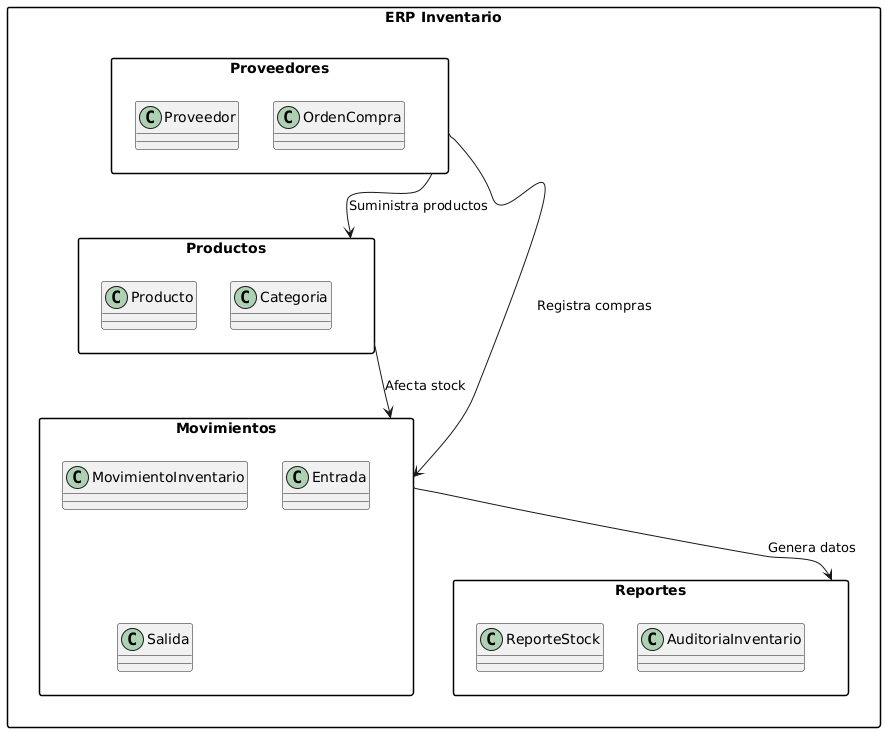 ERP Inventario
Proveedores
C Proveedor
C OrdenCompra
Suministra productos
Productos
C Producto
C Categoria
Registra compras
Afecta stock
Movimientos
C MovimientoInventario
C Entrada
Genera datos
Reportes
C Salida
C ReporteStock
C AuditoriaInventario